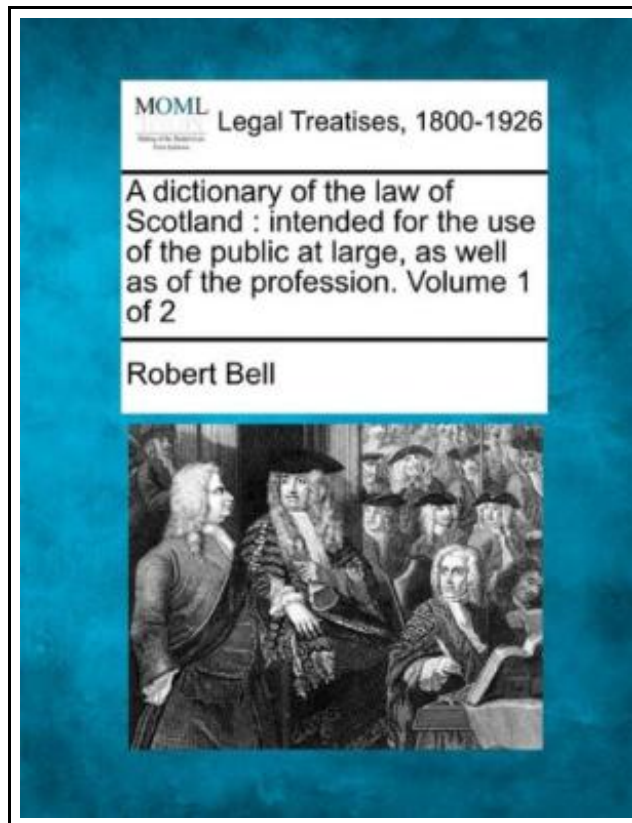 MOML
Legal Treatises, 1800-1926
A dictionary of the law of
Scotland : intended for the use
of the public at large, as well
as of the profession. Volume 1
of 2
Robert Bell